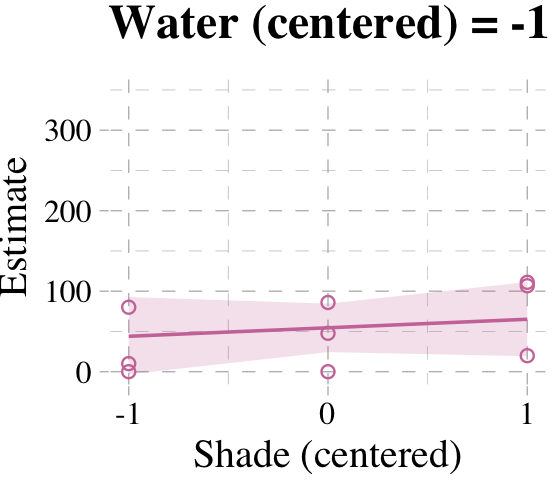 Water (centered) = -1
Estimate
300
200
100
0
-1
0
1
Shade (centered)